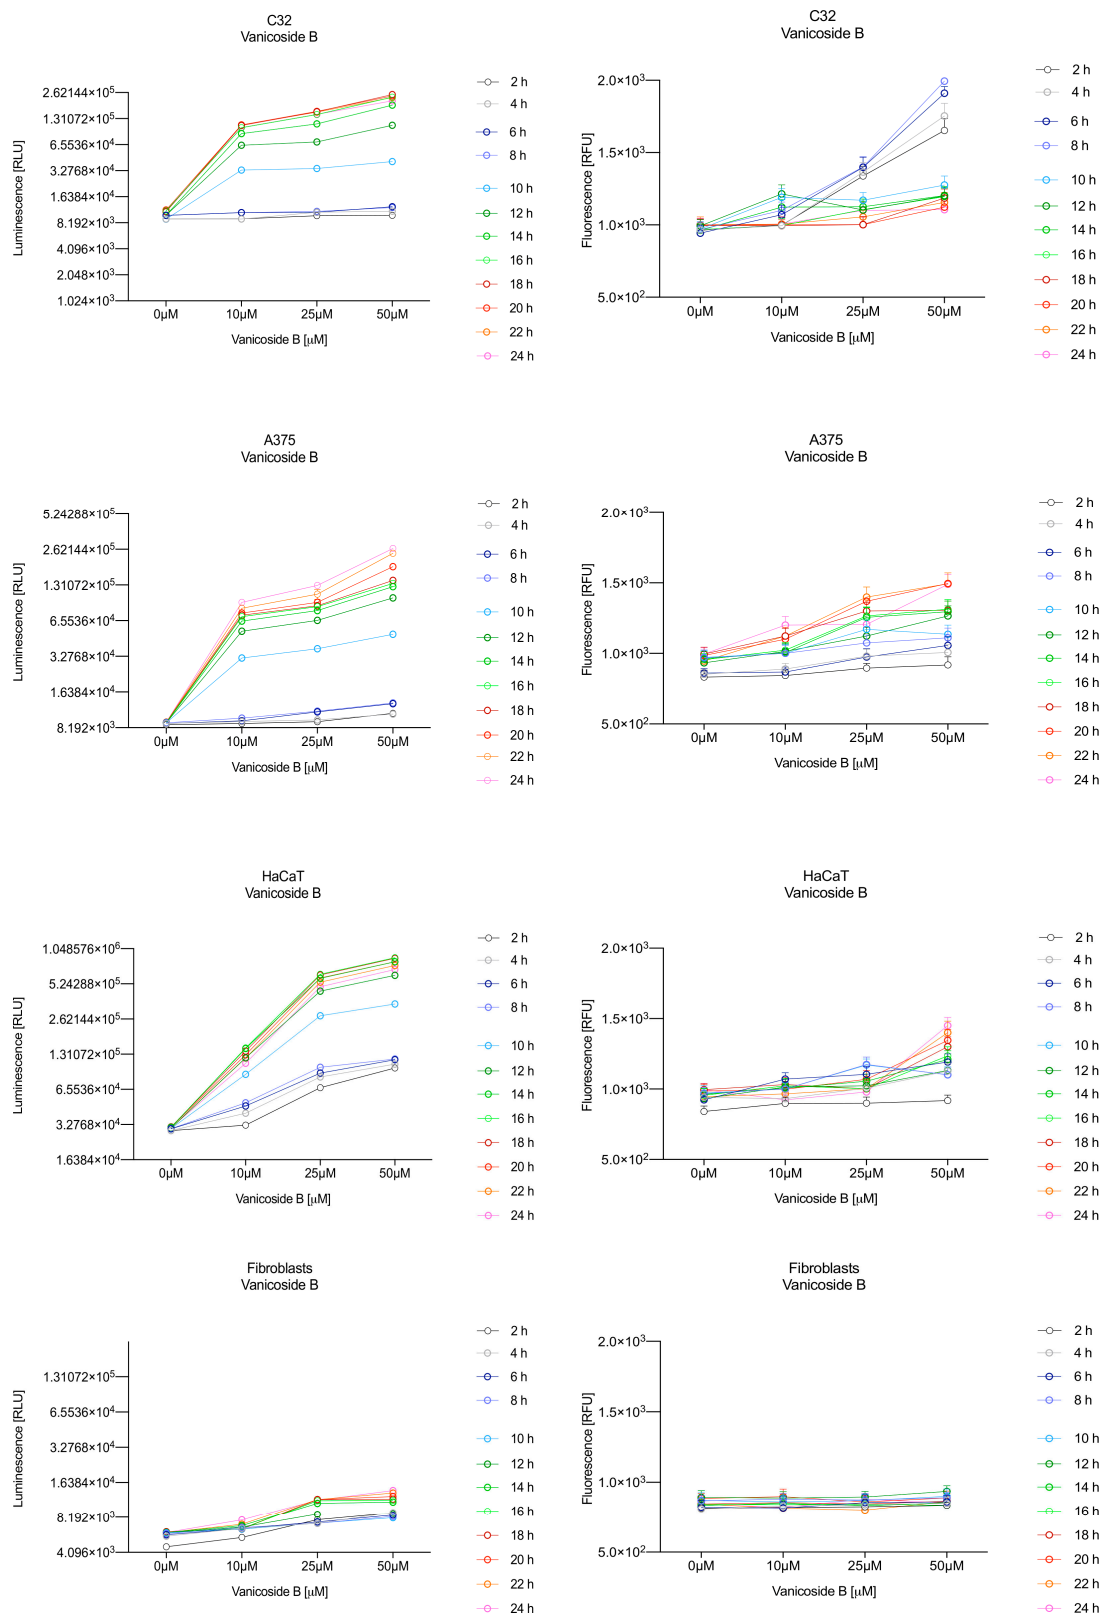 C32
Vanicoside B
Luminescence [RLU]
2.62144×10⁵
1.31072×10⁵
6.5536×10⁴
3.2768×10⁴
1.6384×10⁴
8.192×10³
4.096×10³
2.048×10³
1.024×10³
0µM
10µM
25µM
50µM
Vanicoside B [µM]
2 h
4 h
6 h
8 h
10 h
12 h
14 h
16 h
18 h
20 h
22 h
24 h
C32
Vanicoside B
Fluorescence [RFU]
2.0×10³
1.5×10³
1.0×10³
5.0×10²
0µM
10µM
25µM
50µM
Vanicoside B [µM]
2 h
4 h
6 h
8 h
10 h
12 h
14 h
16 h
18 h
20 h
22 h
24 h
A375
Vanicoside B
Luminescence [RLU]
5.24288×10⁵
2.62144×10⁵
1.31072×10⁵
6.5536×10⁴
3.2768×10⁴
1.6384×10⁴
8.192×10³
0µM
10µM
25µM
50µM
Vanicoside B [µM]
2 h
4 h
6 h
8 h
10 h
12 h
14 h
16 h
18 h
20 h
22 h
24 h
A375
Vanicoside B
Fluorescence [RFU]
2.0×10³
1.5×10³
1.0×10³
5.0×10²
0µM
10µM
25µM
50µM
Vanicoside B [µM]
2 h
4 h
6 h
8 h
10 h
12 h
14 h
16 h
18 h
20 h
22 h
24 h
HaCaT
Vanicoside B
Luminescence [RLU]
1.048576×10⁶
5.24288×10⁵
2.62144×10⁵
1.31072×10⁵
6.5536×10⁴
3.2768×10⁴
1.6384×10⁴
0µM
10µM
25µM
50µM
Vanicoside B [µM]
2 h
4 h
6 h
8 h
10 h
12 h
14 h
16 h
18 h
20 h
22 h
24 h
HaCaT
Vanicoside B
Fluorescence [RFU]
2.0×10³
1.5×10³
1.0×10³
5.0×10²
0µM
10µM
25µM
50µM
Vanicoside B [µM]
2 h
4 h
6 h
8 h
10 h
12 h
14 h
16 h
18 h
20 h
22 h
24 h
Fibroblasts
Vanicoside B
Luminescence [RLU]
1.31072×10⁵
6.5536×10⁴
3.2768×10⁴
1.6384×10⁴
8.192×10³
4.096×10³
0µM
10µM
25µM
50µM
Vanicoside B [µM]
2 h
4 h
6 h
8 h
10 h
12 h
14 h
16 h
18 h
20 h
22 h
24 h
Fibroblasts
Vanicoside B
Fluorescence [RFU]
2.0×10³
1.5×10³
1.0×10³
5.0×10²
0µM
10µM
25µM
50µM
Vanicoside B [µM]
2 h
4 h
6 h
8 h
10 h
12 h
14 h
16 h
18 h
20 h
22 h
24 h